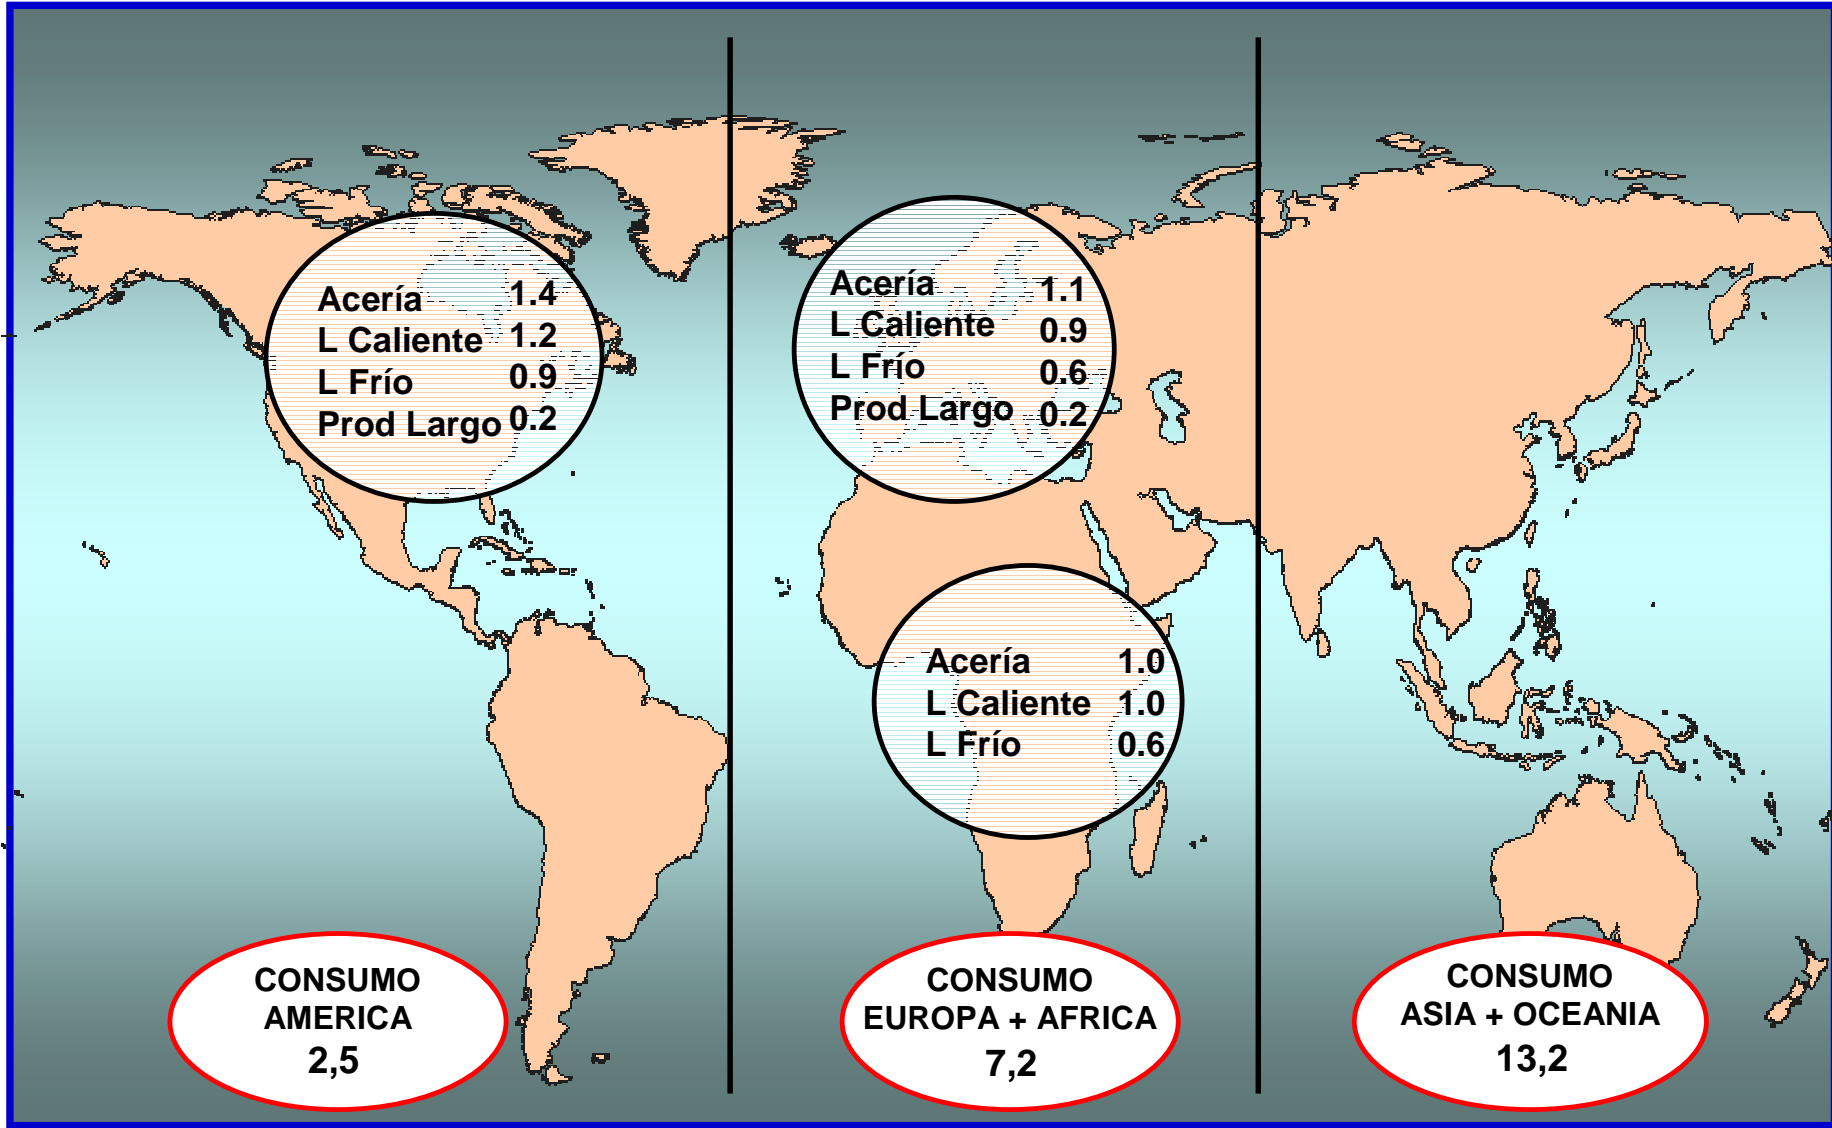 Acería 1.4
L Caliente 1.2
L Frío 0.9
Prod Largo 0.2
Acería 1.1
L Caliente 0.9
L Frío 0.6
Prod Largo 0.2
Acería 1.0
L Caliente 1.0
L Frío 0.6
CONSUMO
AMERICA
2,5
CONSUMO
EUROPA + AFRICA
7,2
CONSUMO
ASIA + OCEANIA
13,2